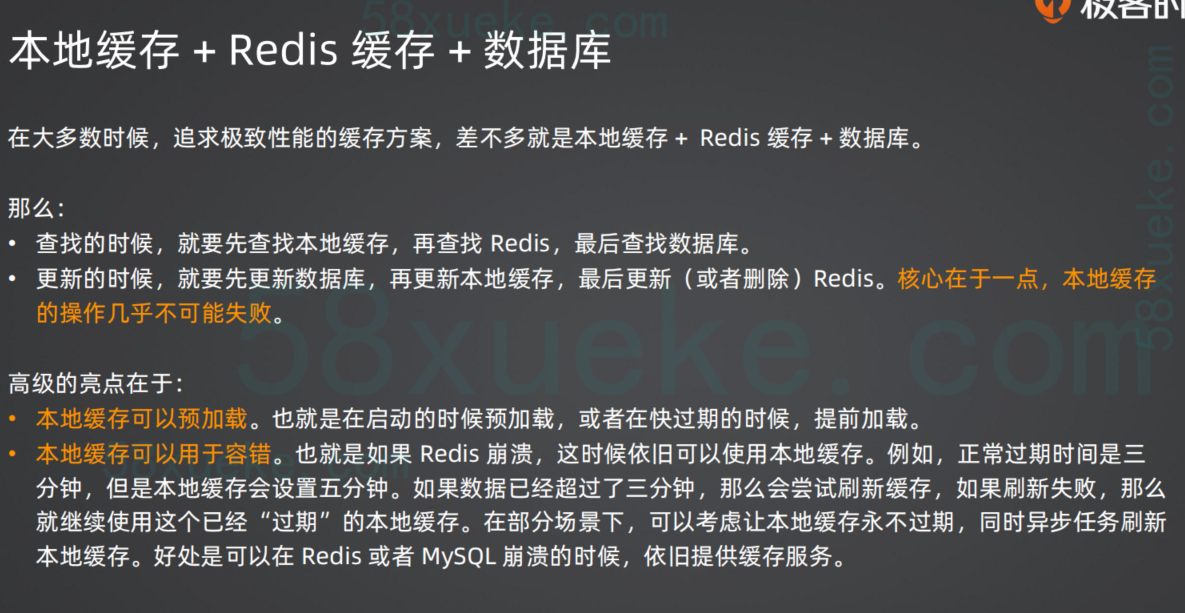 极客时
58xueke.com
本地缓存 + Redis 缓存 + 数据库
在大多数时候，追求极致性能的缓存方案，差不多就是本地缓存 + Redis 缓存 + 数据库。
58xueke.com
那么：
• 查找的时候，就要先查找本地缓存，再查找 Redis，最后查找数据库。
• 更新的时候，就要先更新数据库，再更新本地缓存，最后更新（或者删除）Redis。核心在于一点，本地缓存
的操作几乎不可能失败。
58xueke.com
高级的亮点在于：
• 本地缓存可以预加载。也就是在启动的时候预加载，或者在快过期的时候，提前加载。
• 本地缓存可以用于容错。也就是如果 Redis 崩溃，这时候依旧可以使用本地缓存。例如，正常过期时间是三
分钟，但是本地缓存会设置五分钟。如果数据已经超过了三分钟，那么会尝试刷新缓存，如果刷新失败，那么
就继续使用这个已经“过期”的本地缓存。在部分场景下，可以考虑让本地缓存永不过期，同时异步任务刷新
本地缓存。好处是可以在 Redis 或者 MySQL 崩溃的时候，依旧提供缓存服务。